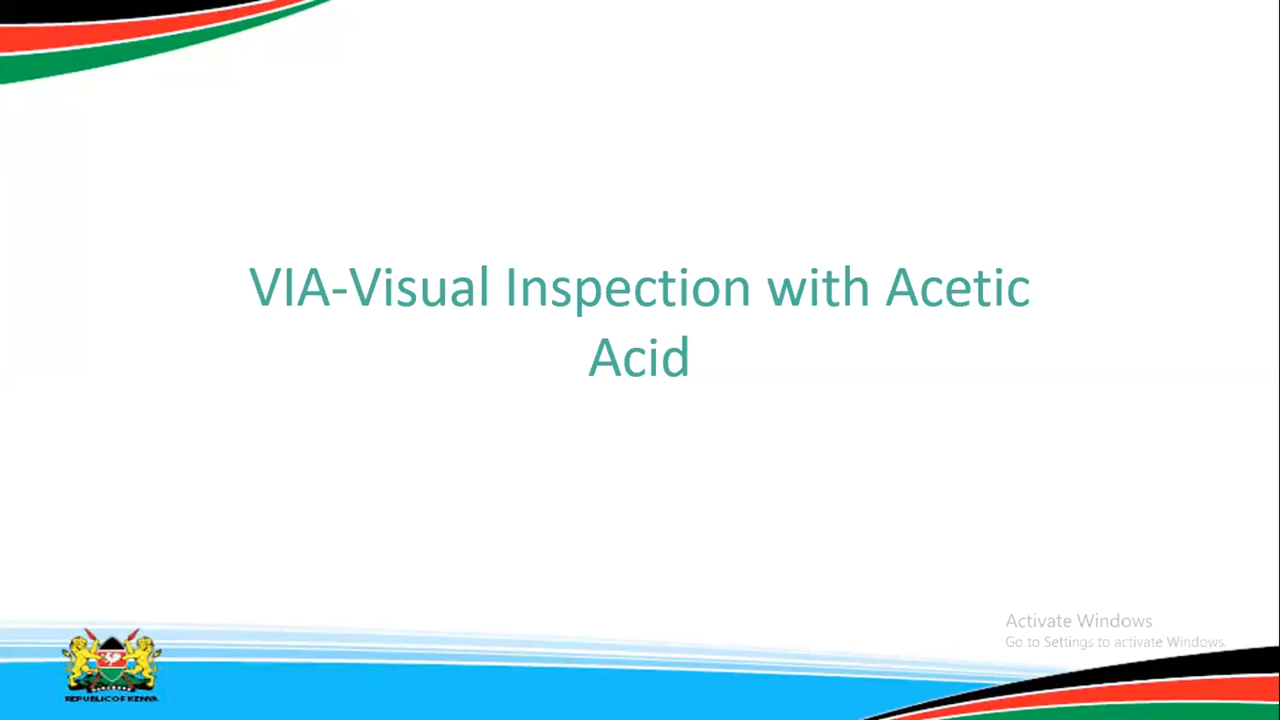 VIA-Visual Inspection with Acetic
Acid
Activate Windows
Go to Settings to activate Windows.
REPUBLIC OF KENYA